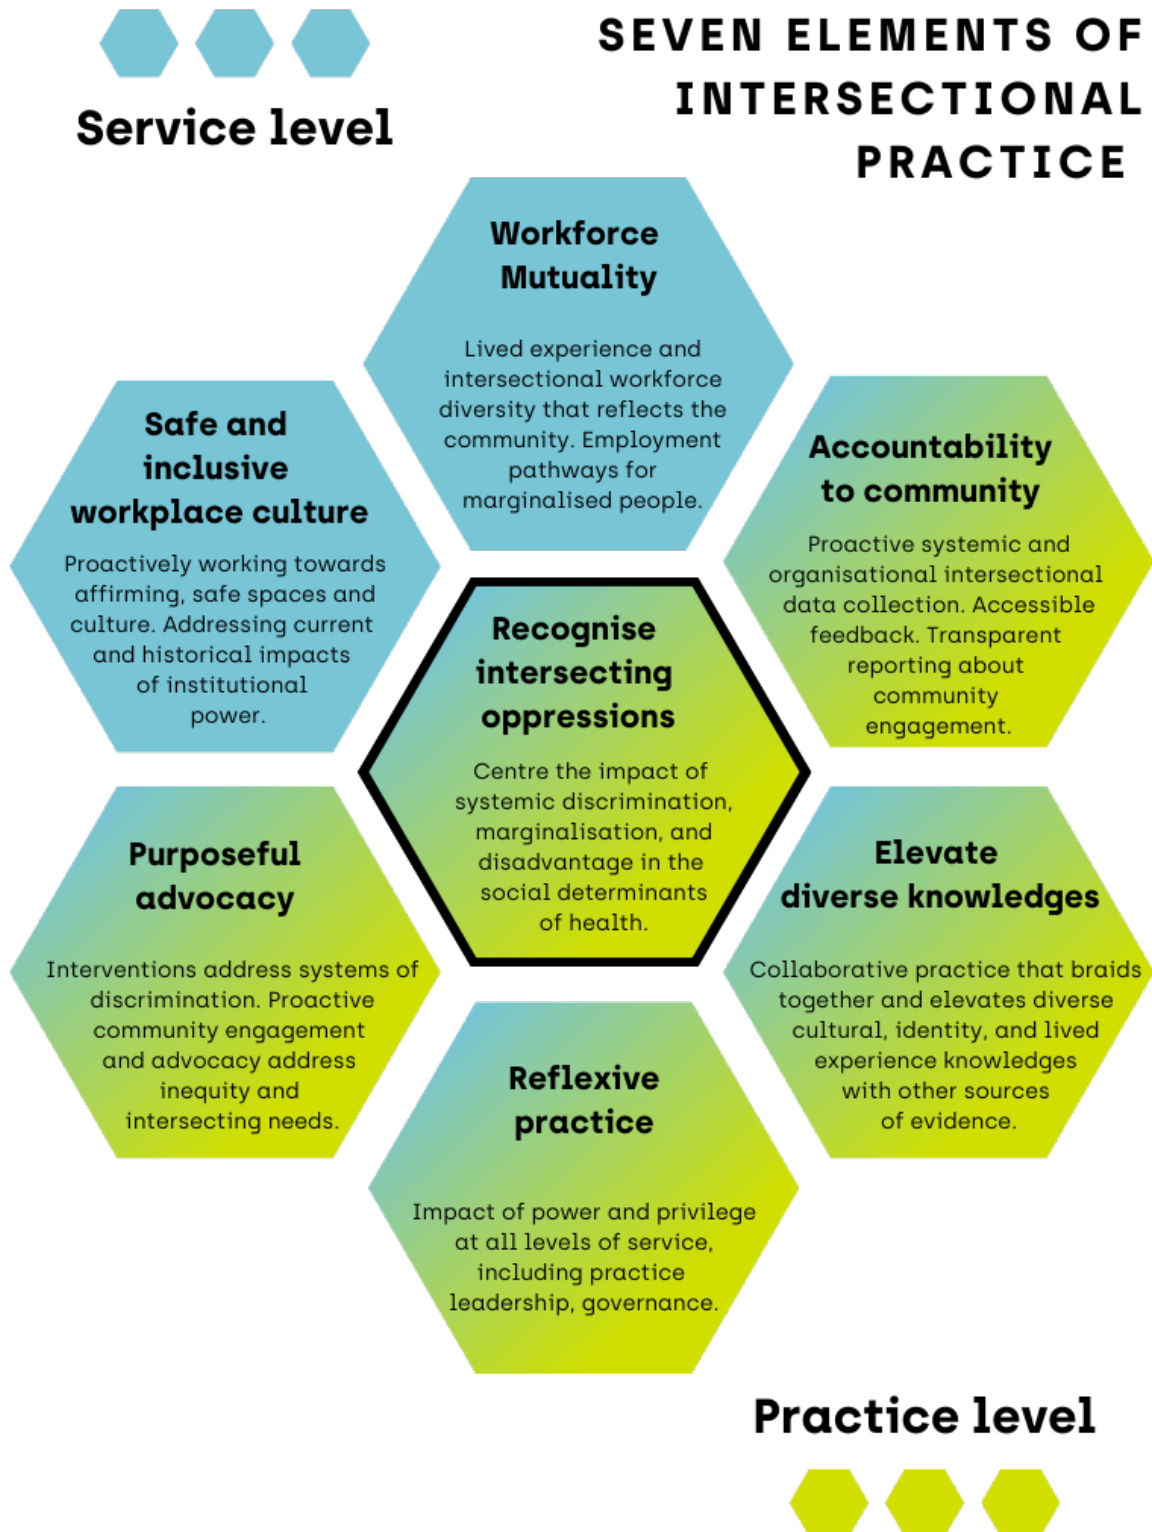 SEVEN ELEMENTS OF
INTERSECTIONAL
PRACTICE
Service level
Workforce
Mutuality
Lived experience and
intersectional workforce
diversity that reflects the
community. Employment
pathways for
marginalised people.
Safe and
inclusive
workplace culture
Proactively working towards
affirming, safe spaces and
culture. Addressing current
and historical impacts
of institutional
power.
Accountability
to community
Proactive systemic and
organisational intersectional
data collection. Accessible
feedback. Transparent
reporting about
community
engagement.
Recognise
intersecting
oppressions
Centre the impact of
systemic discrimination,
marginalisation, and
disadvantage in the
social determinants
of health.
Purposeful
advocacy
Interventions address systems of
discrimination. Proactive
community engagement
and advocacy address
inequity and
intersecting needs.
Elevate
diverse knowledges
Collaborative practice that braids
together and elevates diverse
cultural, identity, and lived
experience knowledges
with other sources
of evidence.
Reflexive
practice
Impact of power and privilege
at all levels of service,
including practice
leadership, governance.
Practice level